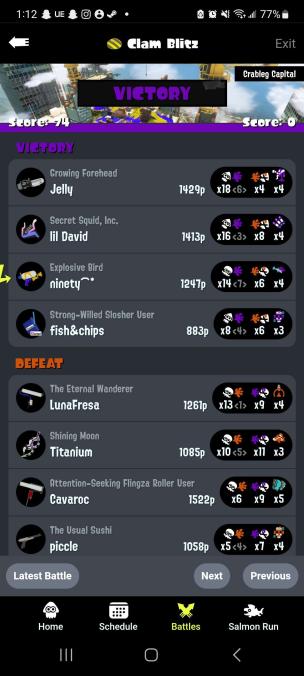 1:12 UE 77%
Clam Blitz Exit
Crableg Capital
VICTORY
Score: 74 Score: 0
VICTORY
Crowing Forehead
Jelly 1429p x18 <6> x4 x4
Secret Squid, Inc.
lil David 1413p x16 <3> x8 x4
Explosive Bird
ninety⌒* 1247p x14 <7> x6 x4
Strong-Willed Slosher User
fish&chips 883p x8 <4> x6 x3
DEFEAT
The Eternal Wanderer
LunaFresa 1261p x13 <1> x9 x4
Shining Moon
Titanium 1085p x10 <5> x11 x3
Attention-Seeking Flingza Roller User
Cavaroc 1522p x6 x9 x5
The Usual Sushi
piccle 1058p x5 <4> x7 x3
Latest Battle Next Previous
Home Schedule Battles Salmon Run